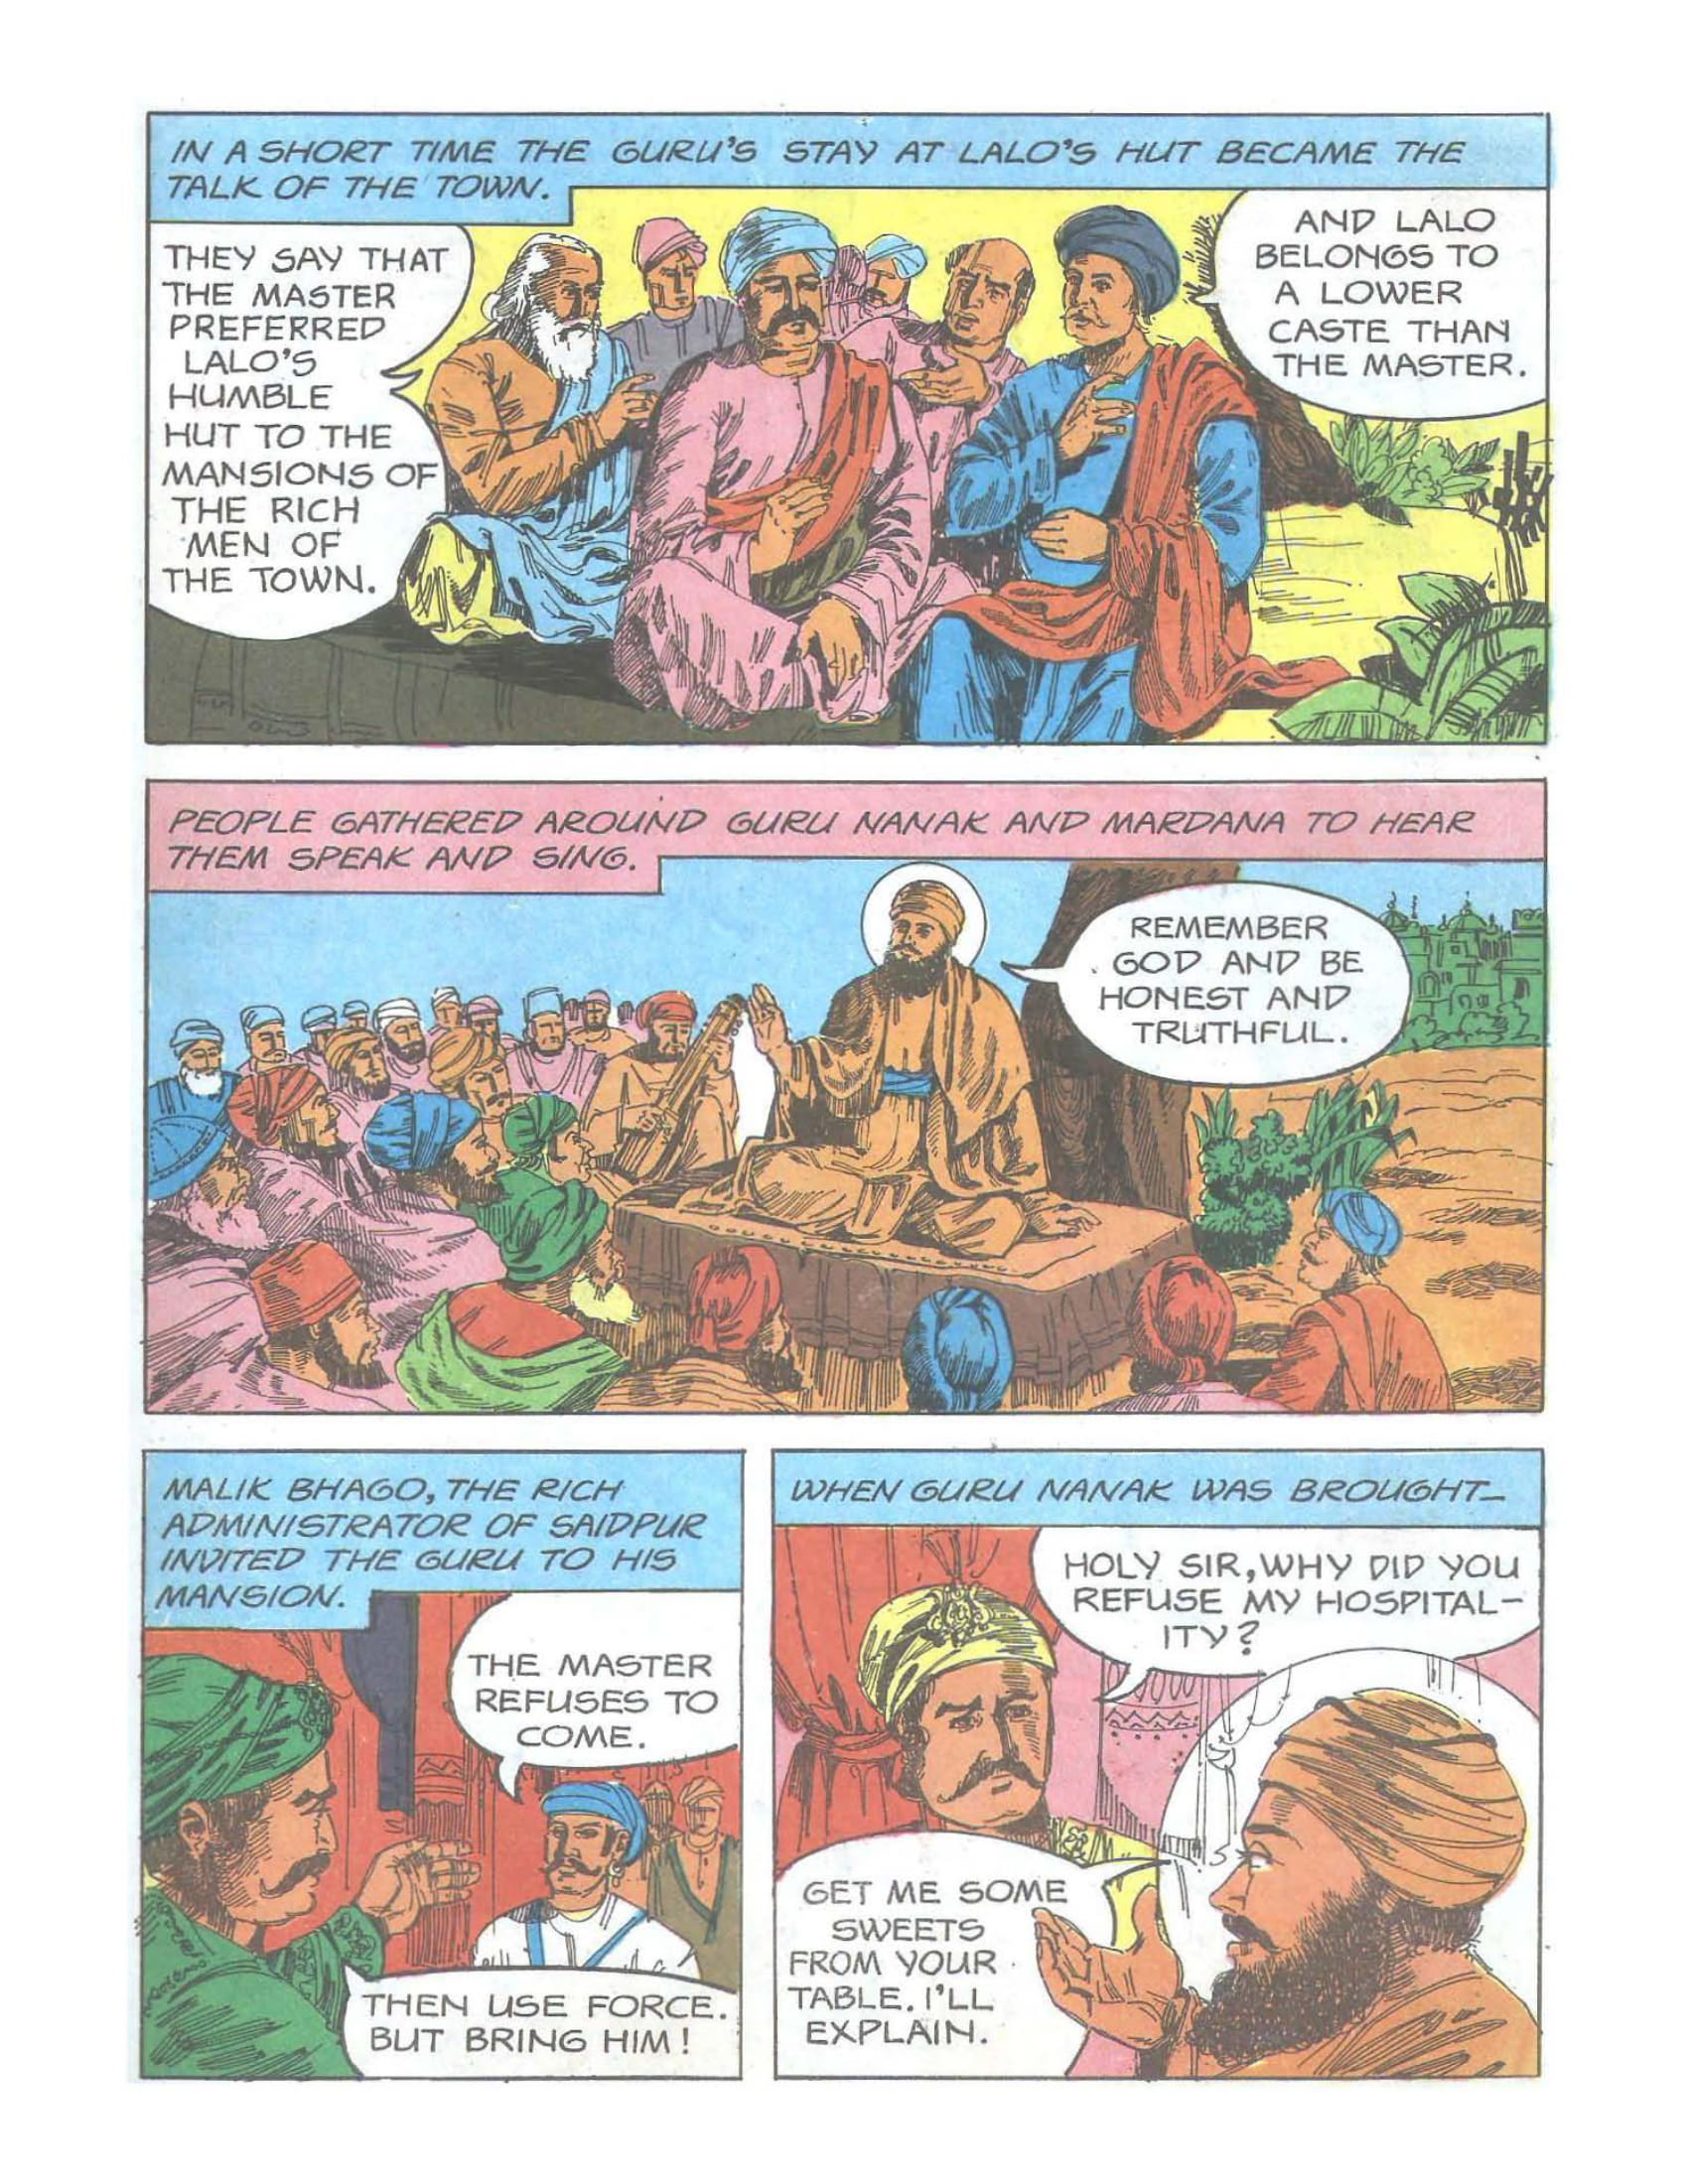 IN A SHORT TIME THE GURU'S STAY AT LALO'S HUT BECAME THE
TALK OF THE TOWN.
THEY SAY THAT
THE MASTER
PREFERRED
LALO'S
HUMBLE
HUT TO THE
MANSIONS OF
THE RICH
MEN OF
THE TOWN.
AND LALO
BELONGS TO
A LOWER
CASTE THAN
THE MASTER.
PEOPLE GATHERED AROUND GURU NANAK AND MARDANA TO HEAR
THEM SPEAK AND SING.
REMEMBER
GOD AND BE
HONEST AND
TRUTHFUL.
MALIK BHAGO, THE RICH
ADMINISTRATOR OF SAIDPUR
INVITED THE GURU TO HIS
MANSION.
THE MASTER
REFUSES TO
COME.
THEN USE FORCE.
BUT BRING HIM!
WHEN GURU NANAK WAS BROUGHT—
HOLY SIR, WHY DID YOU
REFUSE MY HOSPITAL-
ITY?
GET ME SOME
SWEETS
FROM YOUR
TABLE. I'LL
EXPLAIN.